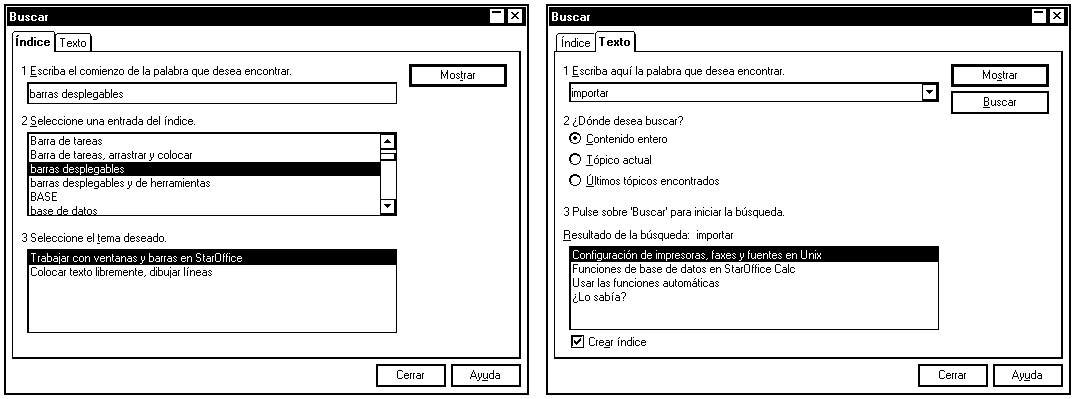 Buscar
Índice Texto
1 Escriba el comienzo de la palabra que desea encontrar.
Mostrar
barras desplegables
2 Seleccione una entrada del índice.
Barra de tareas
Barra de tareas, arrastrar y colocar
barras desplegables
barras desplegables y de herramientas
BASE
base de datos
3 Seleccione el tema deseado.
Trabajar con ventanas y barras en StarOffice
Colocar texto libremente, dibujar líneas
Cerrar Ayuda
Buscar
Índice Texto
1 Escriba aquí la palabra que desea encontrar.
Mostrar
importar
Buscar
2 ¿Dónde desea buscar?
Contenido entero
Tópico actual
Últimos tópicos encontrados
3 Pulse sobre 'Buscar' para iniciar la búsqueda.
Resultado de la búsqueda: importar
Configuración de impresoras, faxes y fuentes en Unix
Funciones de base de datos en StarOffice Calc
Usar las funciones automáticas
¿Lo sabía?
Crear índice
Cerrar Ayuda